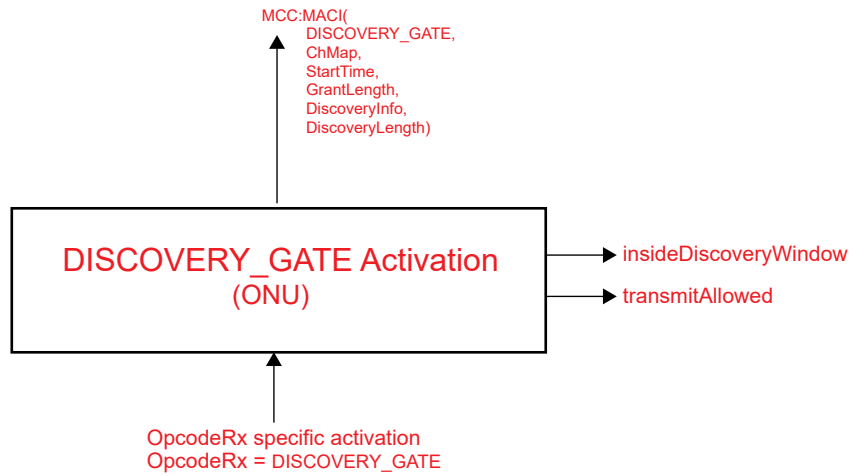 MCC:MACI(
DISCOVERY_GATE,
ChMap,
StartTime,
GrantLength,
DiscoveryInfo,
DiscoveryLength)
DISCOVERY_GATE Activation
(ONU)
insideDiscoveryWindow
transmitAllowed
OpcodeRx specific activation
OpcodeRx = DISCOVERY_GATE